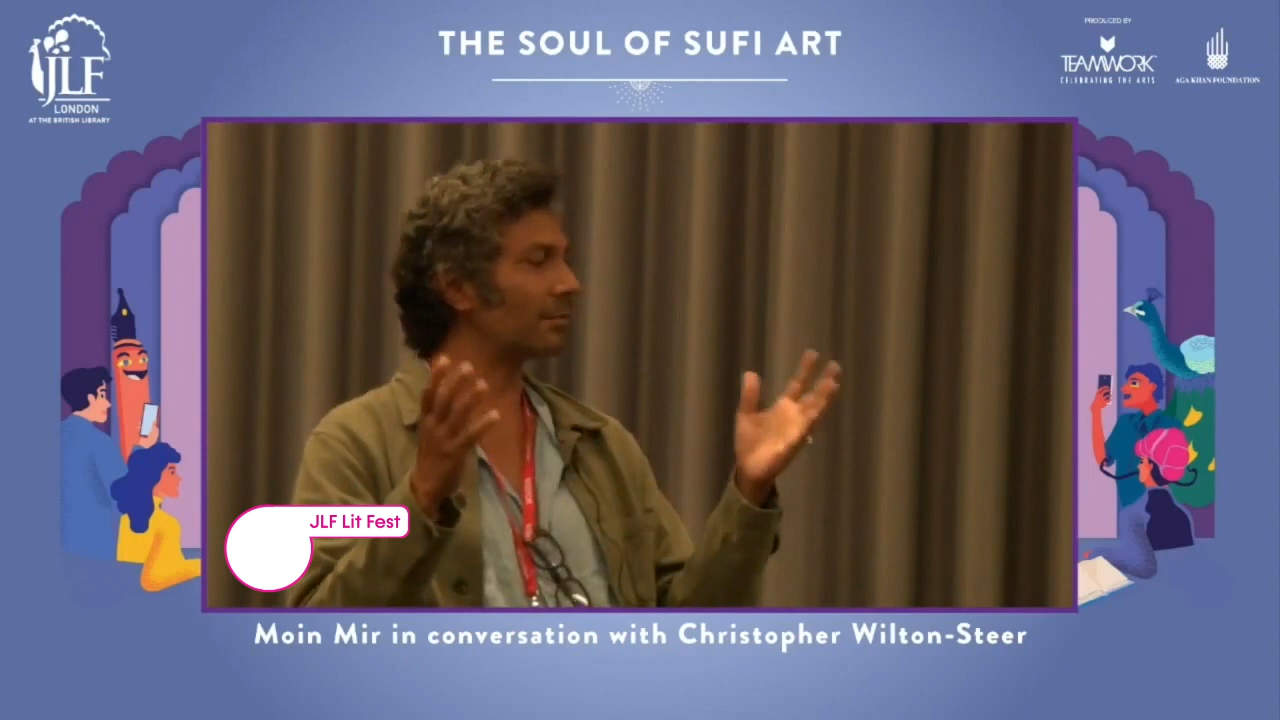 THE SOUL OF SUFI ART
JLF
LONDON
AT THE BRITISH LIBRARY
PRODUCED BY
TEAMWORK
CELEBRATING THE ARTS
AGA KHAN FOUNDATION
JLF Lit Fest
Moin Mir in conversation with Christopher Wilton-Steer